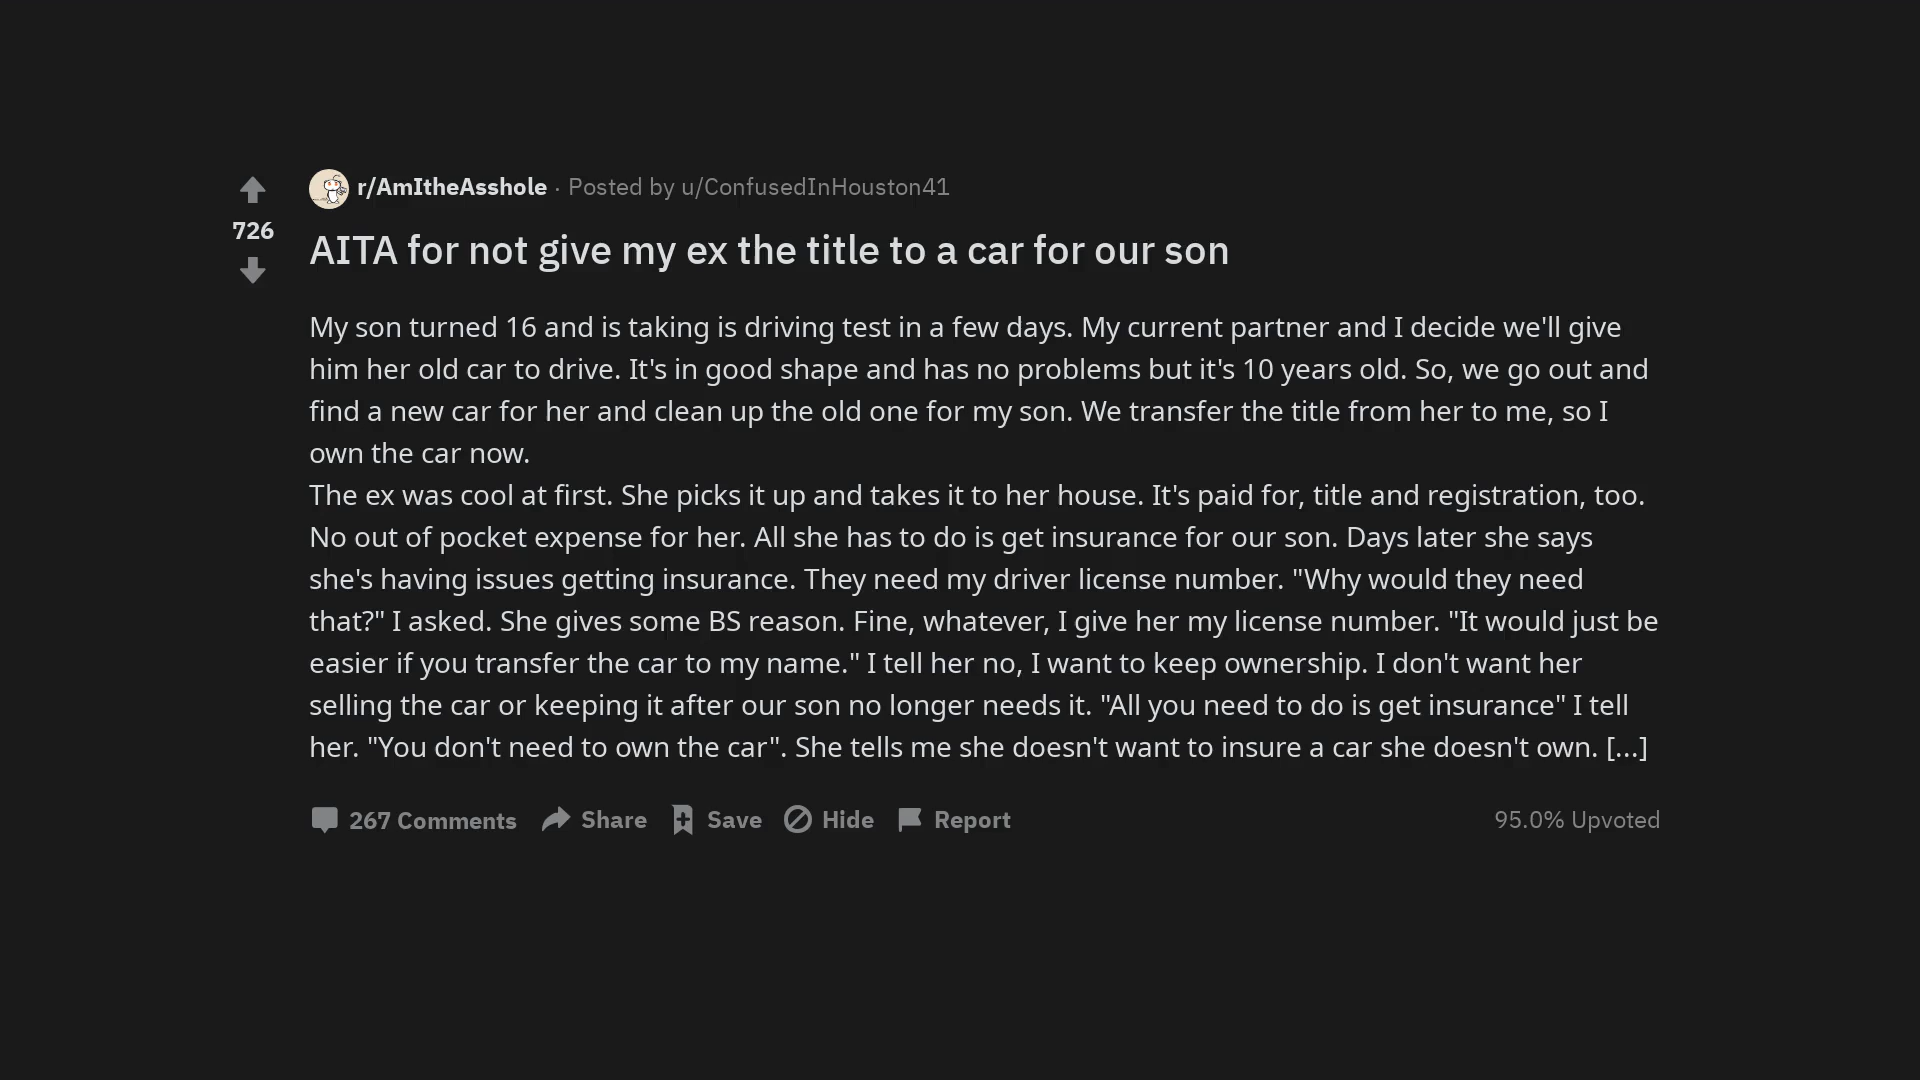 r/AmItheAsshole · Posted by u/ConfusedInHouston41
726
AITA for not give my ex the title to a car for our son
My son turned 16 and is taking is driving test in a few days. My current partner and I decide we'll give
him her old car to drive. It's in good shape and has no problems but it's 10 years old. So, we go out and
find a new car for her and clean up the old one for my son. We transfer the title from her to me, so I
own the car now.
The ex was cool at first. She picks it up and takes it to her house. It's paid for, title and registration, too.
No out of pocket expense for her. All she has to do is get insurance for our son. Days later she says
she's having issues getting insurance. They need my driver license number. "Why would they need
that?" I asked. She gives some BS reason. Fine, whatever, I give her my license number. "It would just be
easier if you transfer the car to my name." I tell her no, I want to keep ownership. I don't want her
selling the car or keeping it after our son no longer needs it. "All you need to do is get insurance" I tell
her. "You don't need to own the car". She tells me she doesn't want to insure a car she doesn't own. [...]
267 Comments Share Save Hide Report 95.0% Upvoted